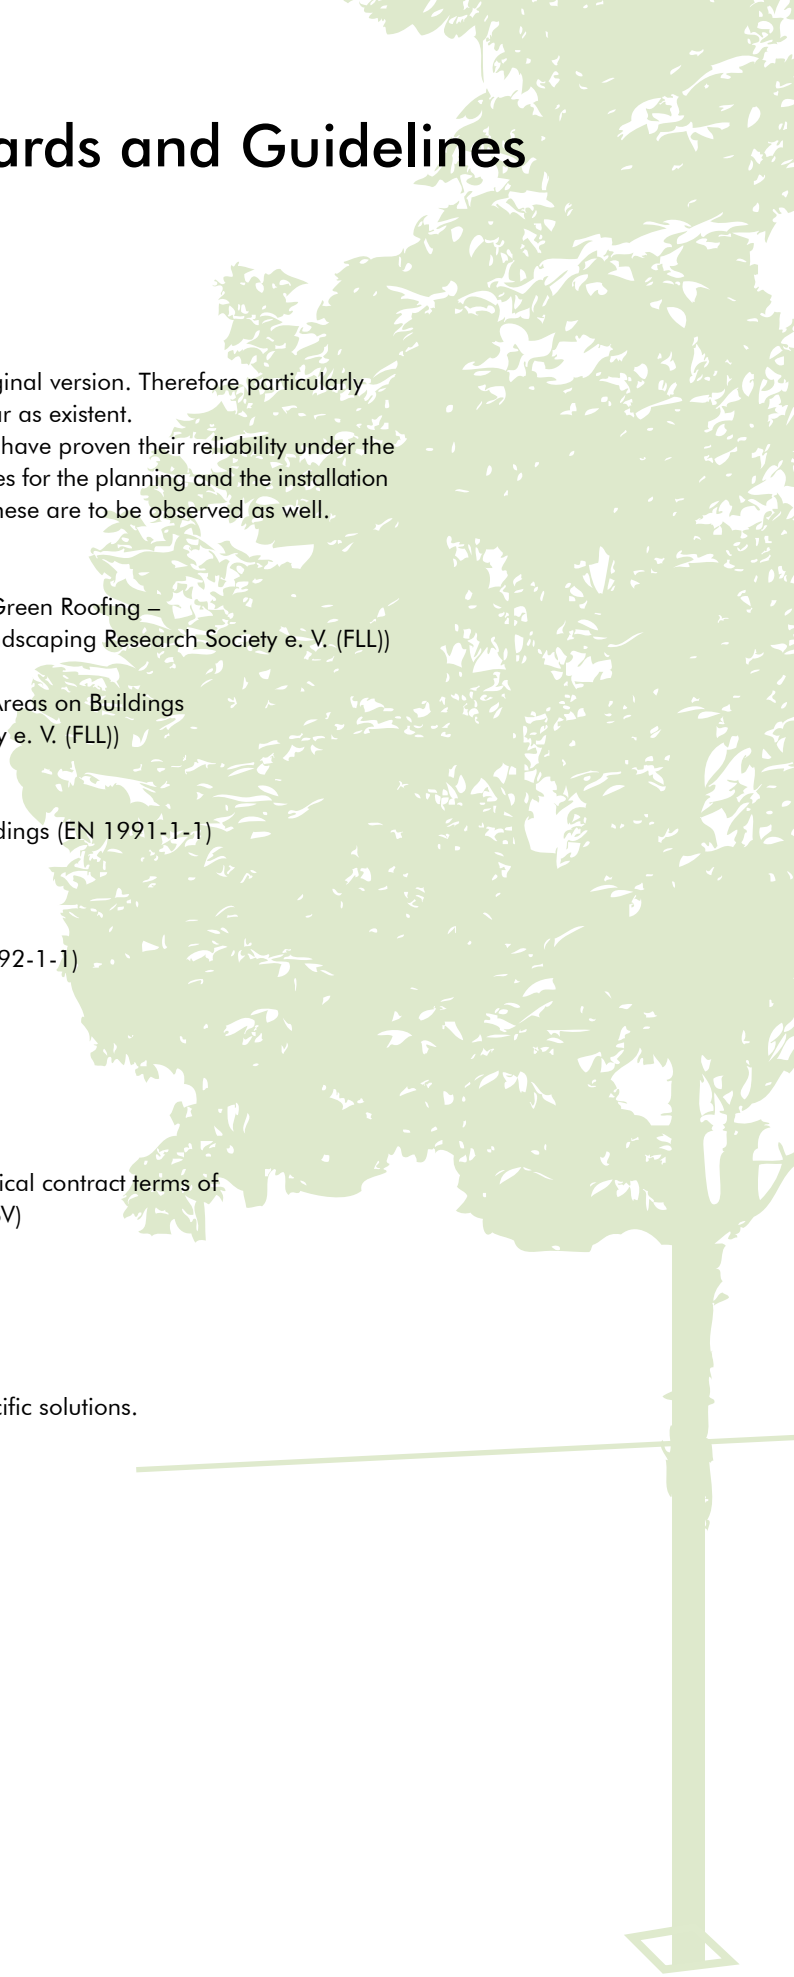 ards and Guidelines
ginal version. Therefore particularly
ar as existent.
have proven their reliability under the
es for the planning and the installation
hese are to be observed as well.
Green Roofing –
dscaping Research Society e. V. (FLL))
Areas on Buildings
y e. V. (FLL))
dings (EN 1991-1-1)
92-1-1)
ical contract terms of
V)
cific solutions.